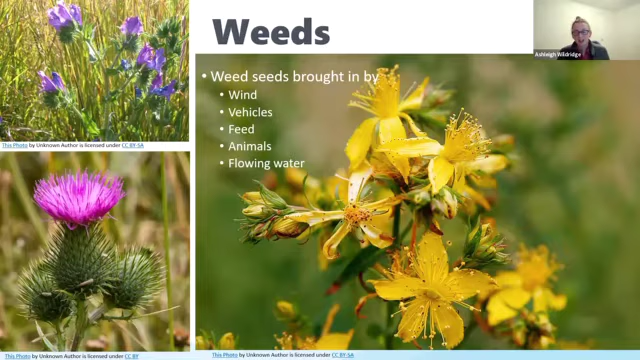 Weeds
• Weed seeds brought in by
• Wind
• Vehicles
• Feed
• Animals
• Flowing water
Ashleigh Wildridge
This Photo by Unknown Author is licensed under CC BY-SA
This Photo by Unknown Author is licensed under CC BY
This Photo by Unknown Author is licensed under CC BY-SA